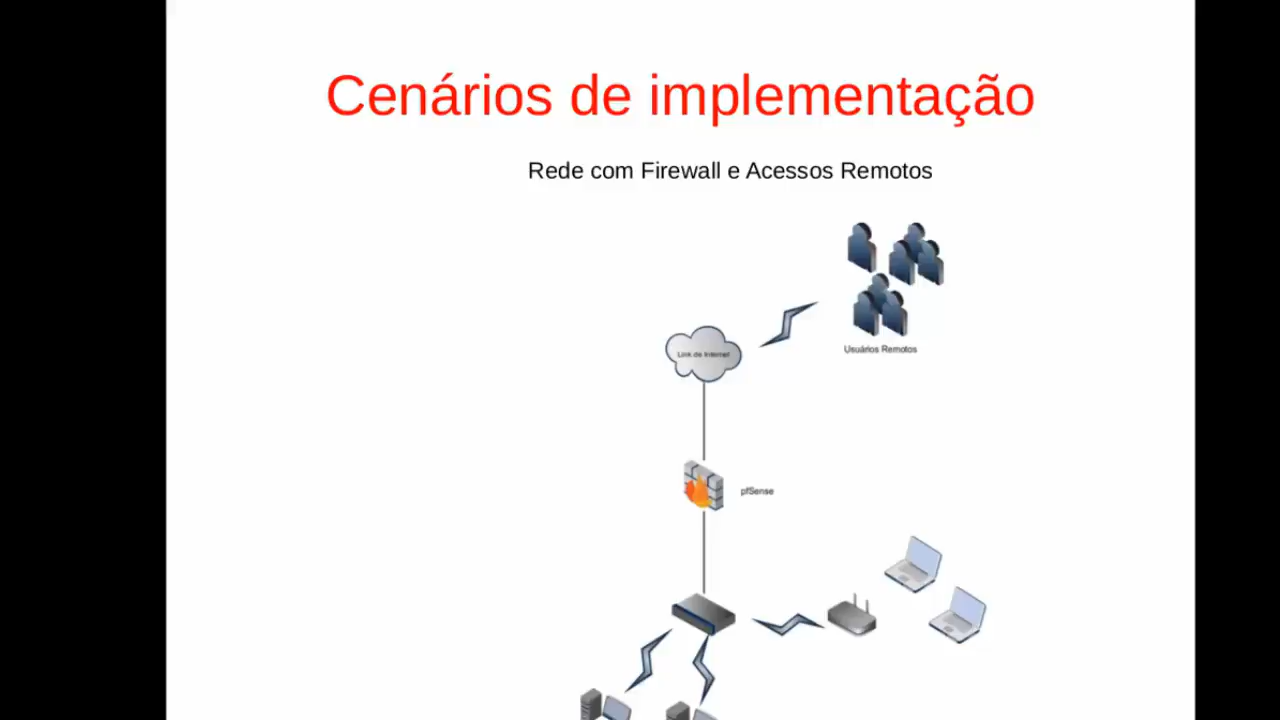 Cenários de implementação
Rede com Firewall e Acessos Remotos
Usuários Remotos
Link de Internet
pfSense